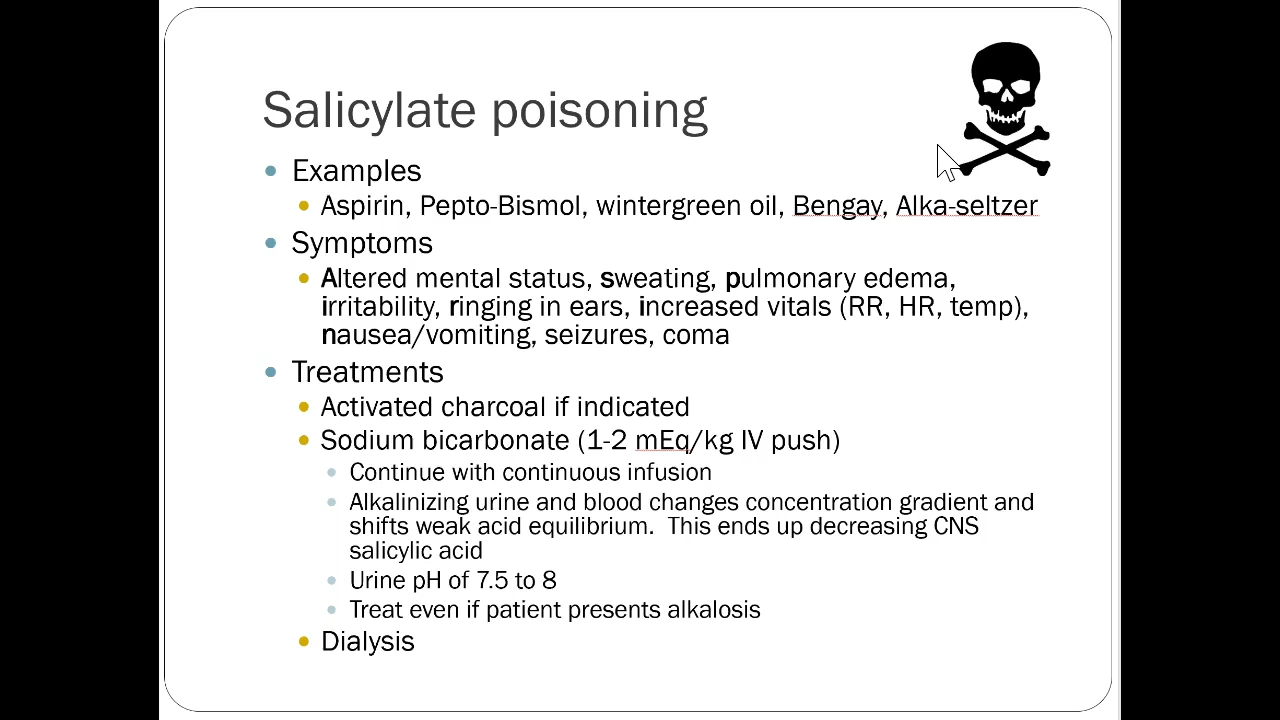 Salicylate poisoning
Examples
Aspirin, Pepto-Bismol, wintergreen oil, Bengay, Alka-seltzer
Symptoms
Altered mental status, sweating, pulmonary edema,
irritability, ringing in ears, increased vitals (RR, HR, temp),
nausea/vomiting, seizures, coma
Treatments
Activated charcoal if indicated
Sodium bicarbonate (1-2 mEq/kg IV push)
Continue with continuous infusion
Alkalinizing urine and blood changes concentration gradient and
shifts weak acid equilibrium.  This ends up decreasing CNS
salicylic acid
Urine pH of 7.5 to 8
Treat even if patient presents alkalosis
Dialysis